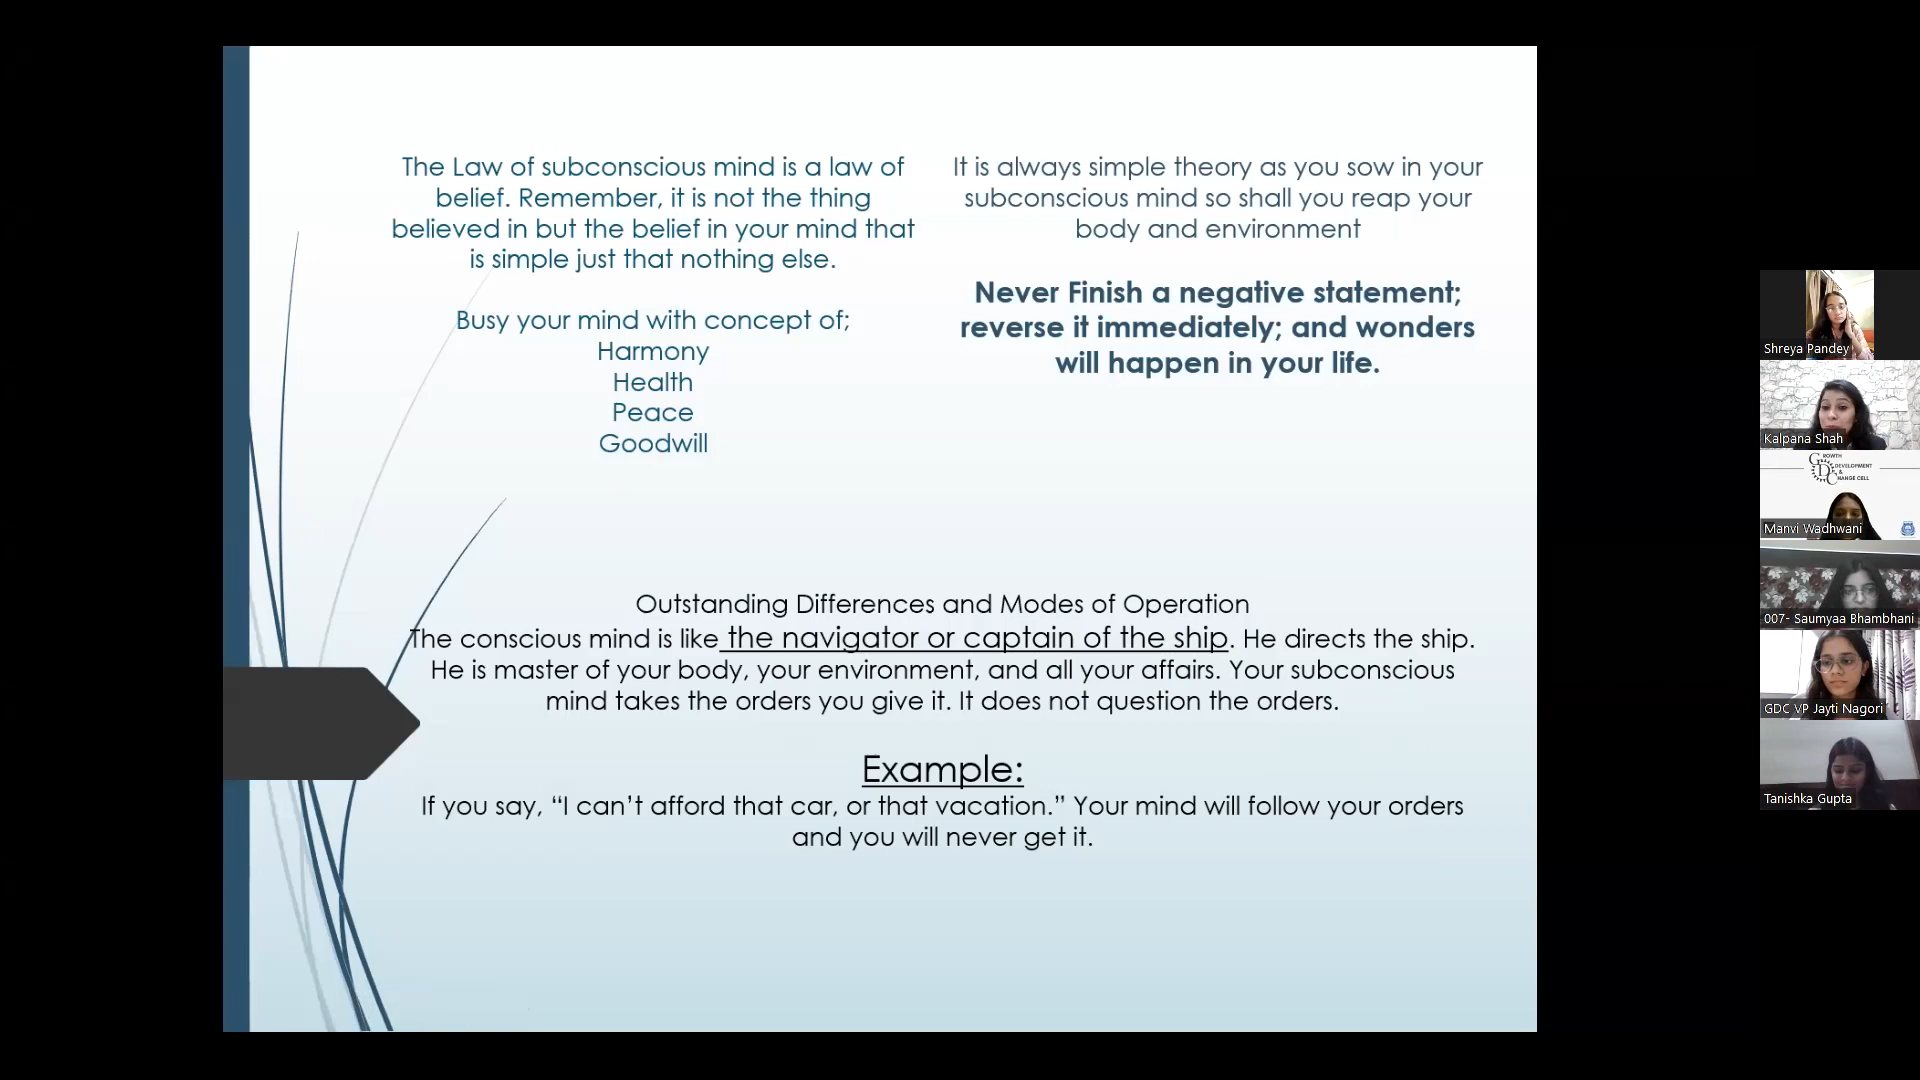 The Law of subconscious mind is a law of
belief. Remember, it is not the thing
believed in but the belief in your mind that
is simple just that nothing else.
Busy your mind with concept of;
Harmony
Health
Peace
Goodwill
It is always simple theory as you sow in your
subconscious mind so shall you reap your
body and environment
Never Finish a negative statement;
reverse it immediately; and wonders
will happen in your life.
Outstanding Differences and Modes of Operation
The conscious mind is like the navigator or captain of the ship. He directs the ship.
He is master of your body, your environment, and all your affairs. Your subconscious
mind takes the orders you give it. It does not question the orders.
Example:
If you say, “I can’t afford that car, or that vacation.” Your mind will follow your orders
and you will never get it.
Shreya Pandey
Kalpana Shah
GROWTH
DEVELOPMENT
&
CHANGE CELL
Manvi Wadhwani
007- Saumyaa Bhambhani
GDC VP Jayti Nagori
Tanishka Gupta